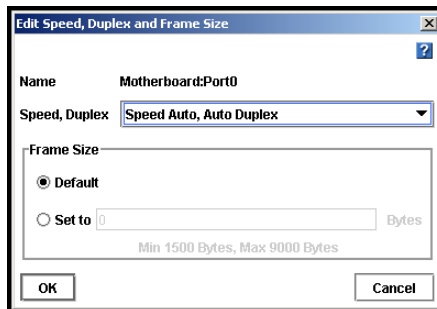 Edit Speed, Duplex and Frame Size
?
Name Motherboard:Port0
Speed, Duplex Speed Auto, Auto Duplex
Frame Size
Default
Set to 0 Bytes
Min 1500 Bytes, Max 9000 Bytes
OK Cancel